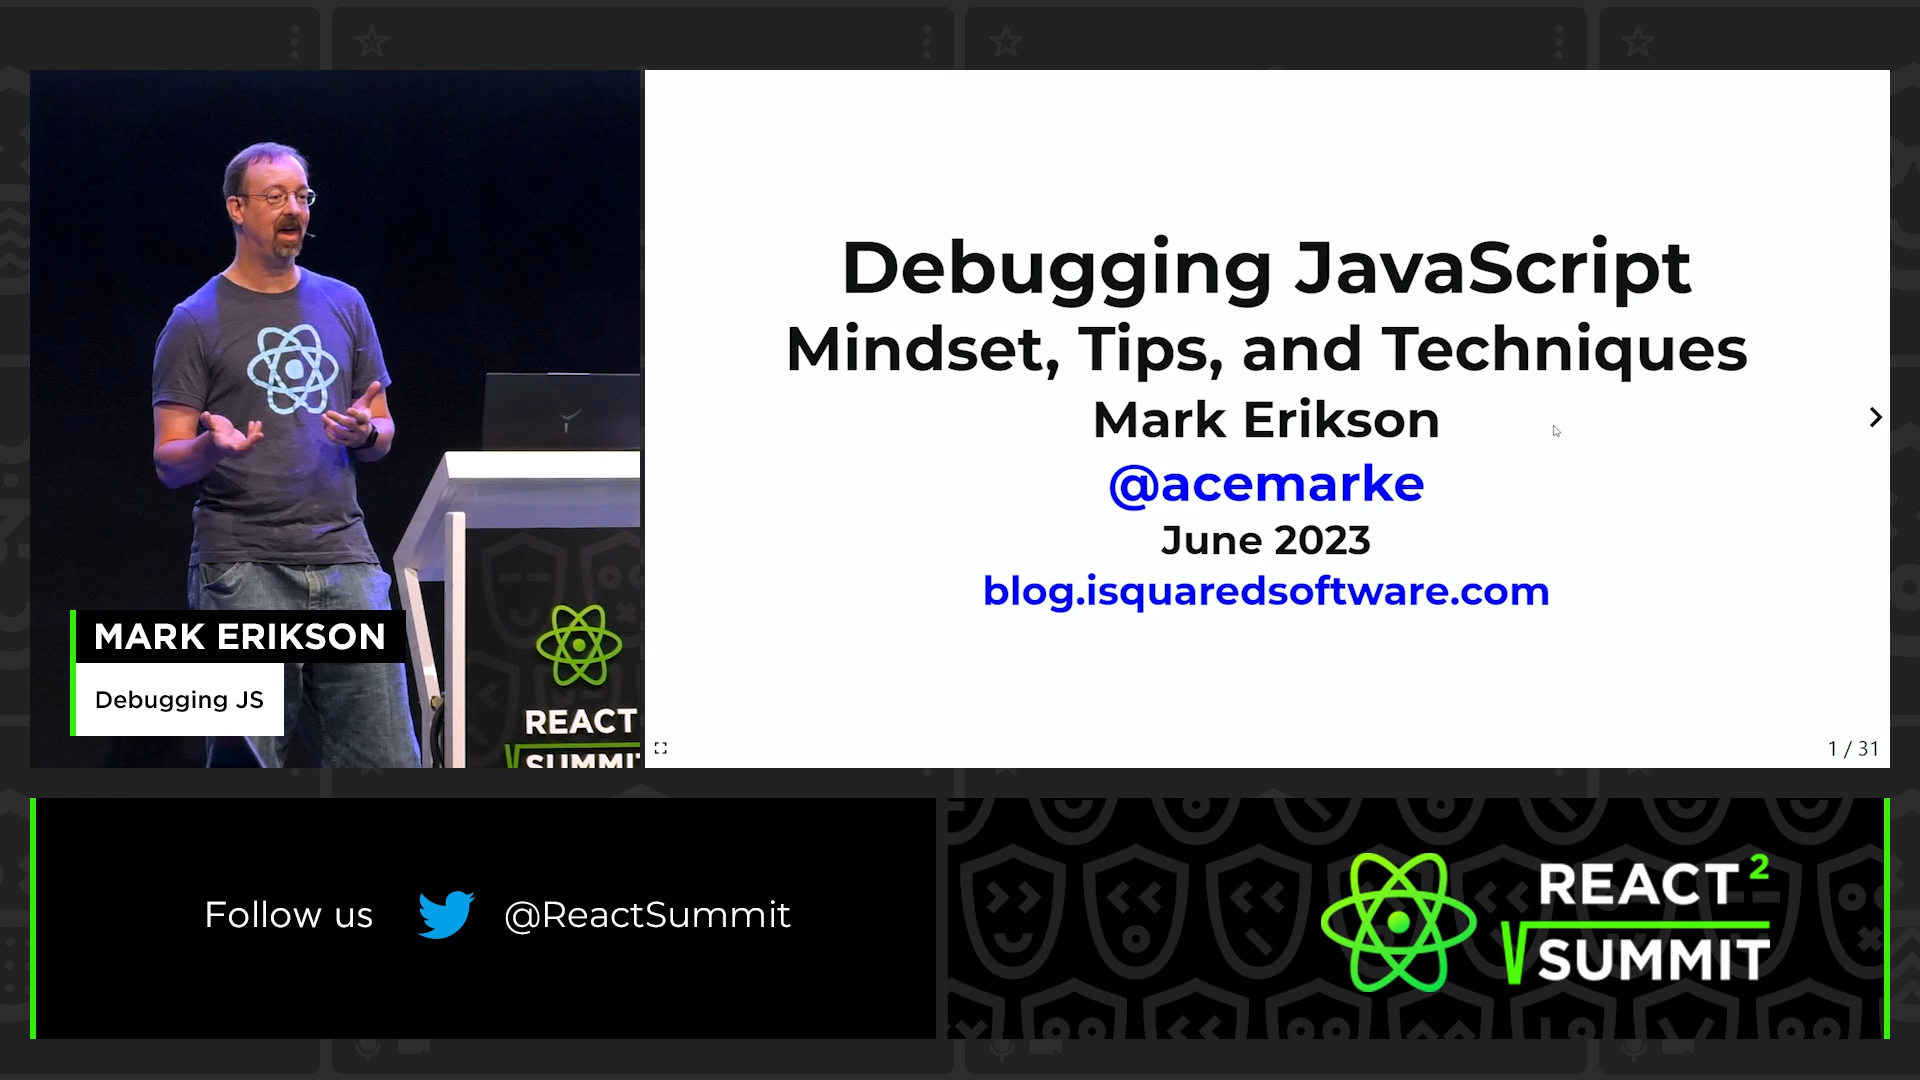 Debugging JavaScript
Mindset, Tips, and Techniques
Mark Erikson
@acemarke
June 2023
blog.isquaredsoftware.com
1 / 31
MARK ERIKSON
Debugging JS
REACT
SUMMIT
Follow us
@ReactSummit
REACT 2
SUMMIT